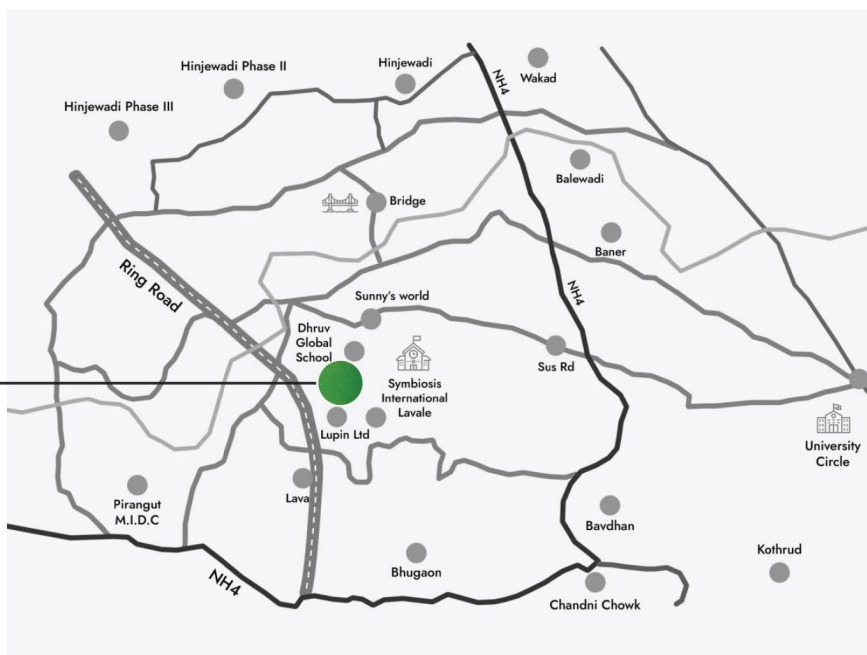 Hinjewadi Phase II
Hinjewadi
Wakad
NH4
Hinjewadi Phase III
Balewadi
Bridge
Baner
Ring Road
NH4
Sunny's world
Dhruv
Global
School
Sus Rd
Symbiosis
International
Lavale
Lupin Ltd
University
Circle
Lava
Pirangut
M.I.D.C
Bavdhan
Kothrud
Bhugaon
NH4
Chandni Chowk